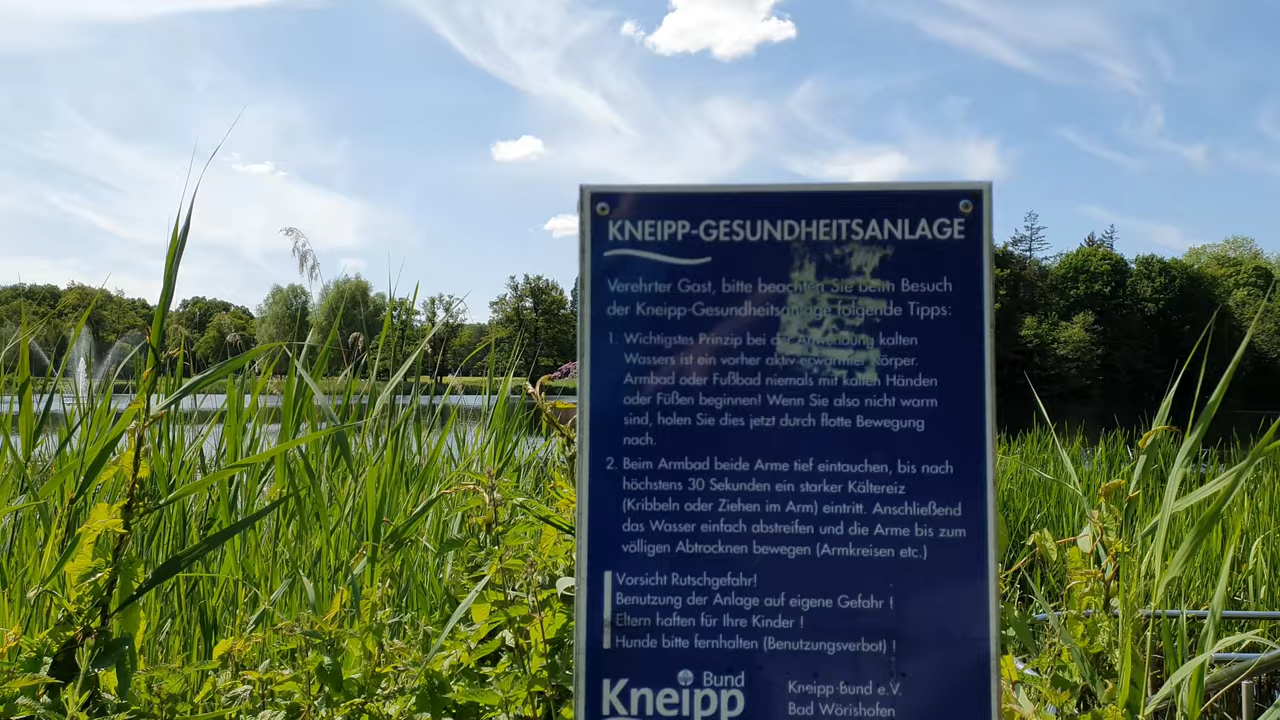 KNEIPP-GESUNDHEITSANLAGE
Verehrter Gast, bitte beachten Sie beim Besuch
der Kneipp-Gesundheitsanlage folgende Tipps:
1. Wichtigstes Prinzip bei der Anwendung kalten
Wassers ist ein vorher aktiv erwärmter Körper.
Armbad oder Fußbad niemals mit kalten Händen
oder Füßen beginnen! Wenn Sie also nicht warm
sind, holen Sie dies jetzt durch flotte Bewegung
nach.
2. Beim Armbad beide Arme tief eintauchen, bis nach
höchstens 30 Sekunden ein starker Kältereiz
(Kribbeln oder Ziehen im Arm) eintritt. Anschließend
das Wasser einfach abstreifen und die Arme bis zum
völligen Abtrocknen bewegen (Armkreisen etc.)
Vorsicht Rutschgefahr!
Benutzung der Anlage auf eigene Gefahr !
Eltern haften für Ihre Kinder !
Hunde bitte fernhalten (Benutzungsverbot) !
Kneipp Bund
Kneipp-Bund e.V.
Bad Wörishofen